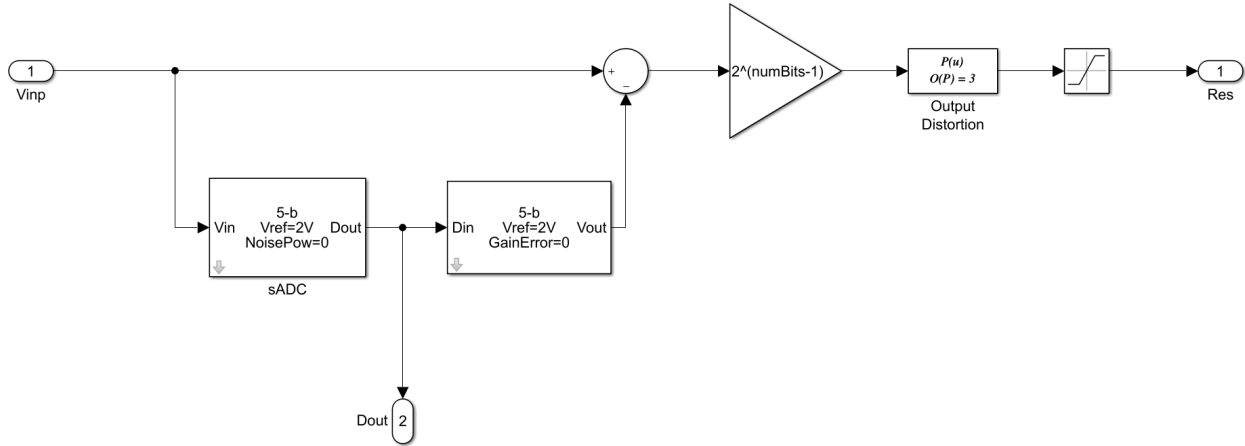 1
Vinp
+
−
2^(numBits-1)
P(u)
O(P) = 3
Output
Distortion
1
Res
Vin
5-b
Vref=2V
NoisePow=0
Dout
sADC
Din
5-b
Vref=2V
GainError=0
Vout
Dout
2